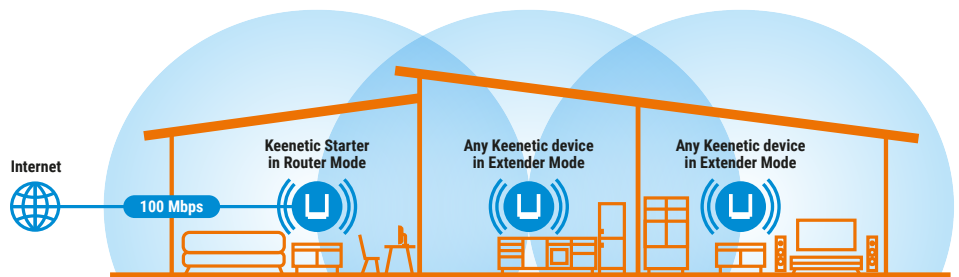 Internet
100 Mbps
Keenetic Starter
in Router Mode
Any Keenetic device
in Extender Mode
Any Keenetic device
in Extender Mode